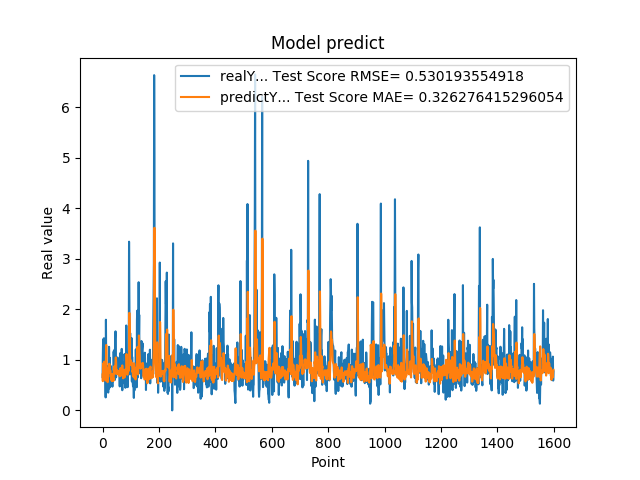 Model predict
realY... Test Score RMSE= 0.530193554918
predictY... Test Score MAE= 0.326276415296054
Real value
6
5
4
3
2
1
0
0 200 400 600 800 1000 1200 1400 1600
Point